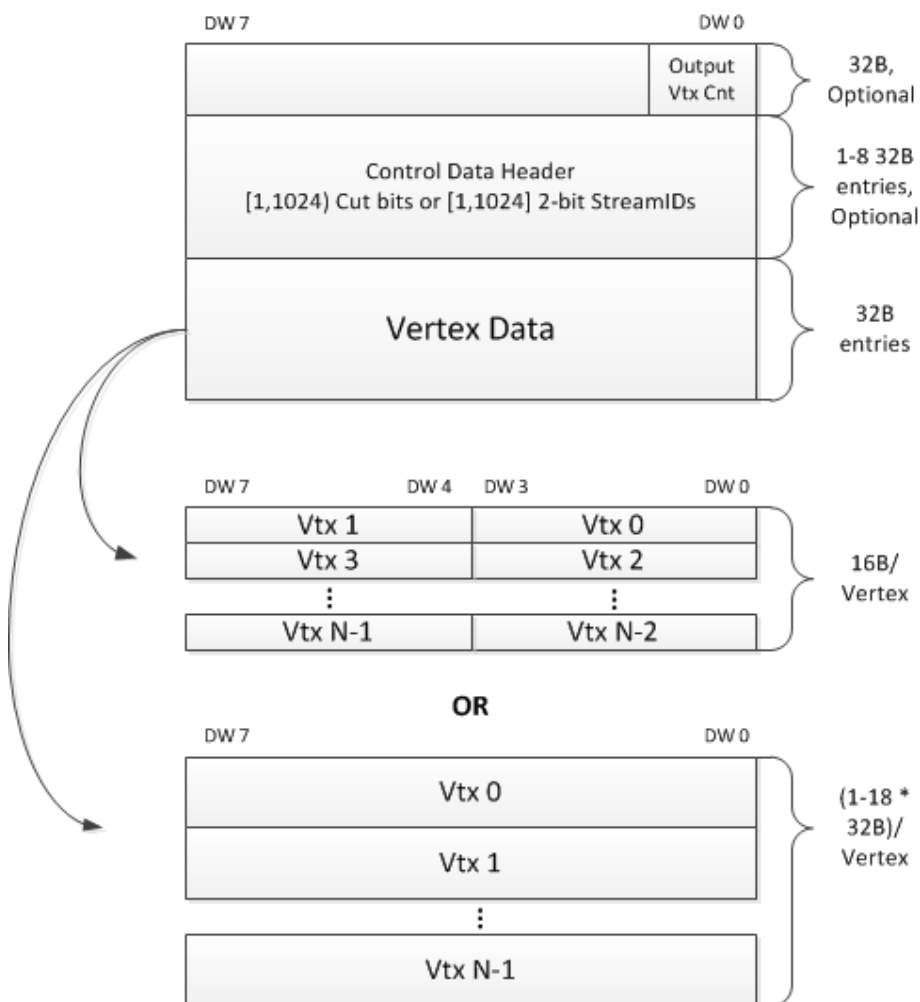 DW 7 DW 0
Output
Vtx Cnt
32B,
Optional
Control Data Header
[1,1024) Cut bits or [1,1024] 2-bit StreamIDs
1-8 32B
entries,
Optional
Vertex Data
32B
entries
DW 7 DW 4 DW 3 DW 0
Vtx 1 Vtx 0
Vtx 3 Vtx 2
Vtx N-1 Vtx N-2
16B/
Vertex
OR
DW 7 DW 0
Vtx 0
Vtx 1
Vtx N-1
(1-18 *
32B)/
Vertex